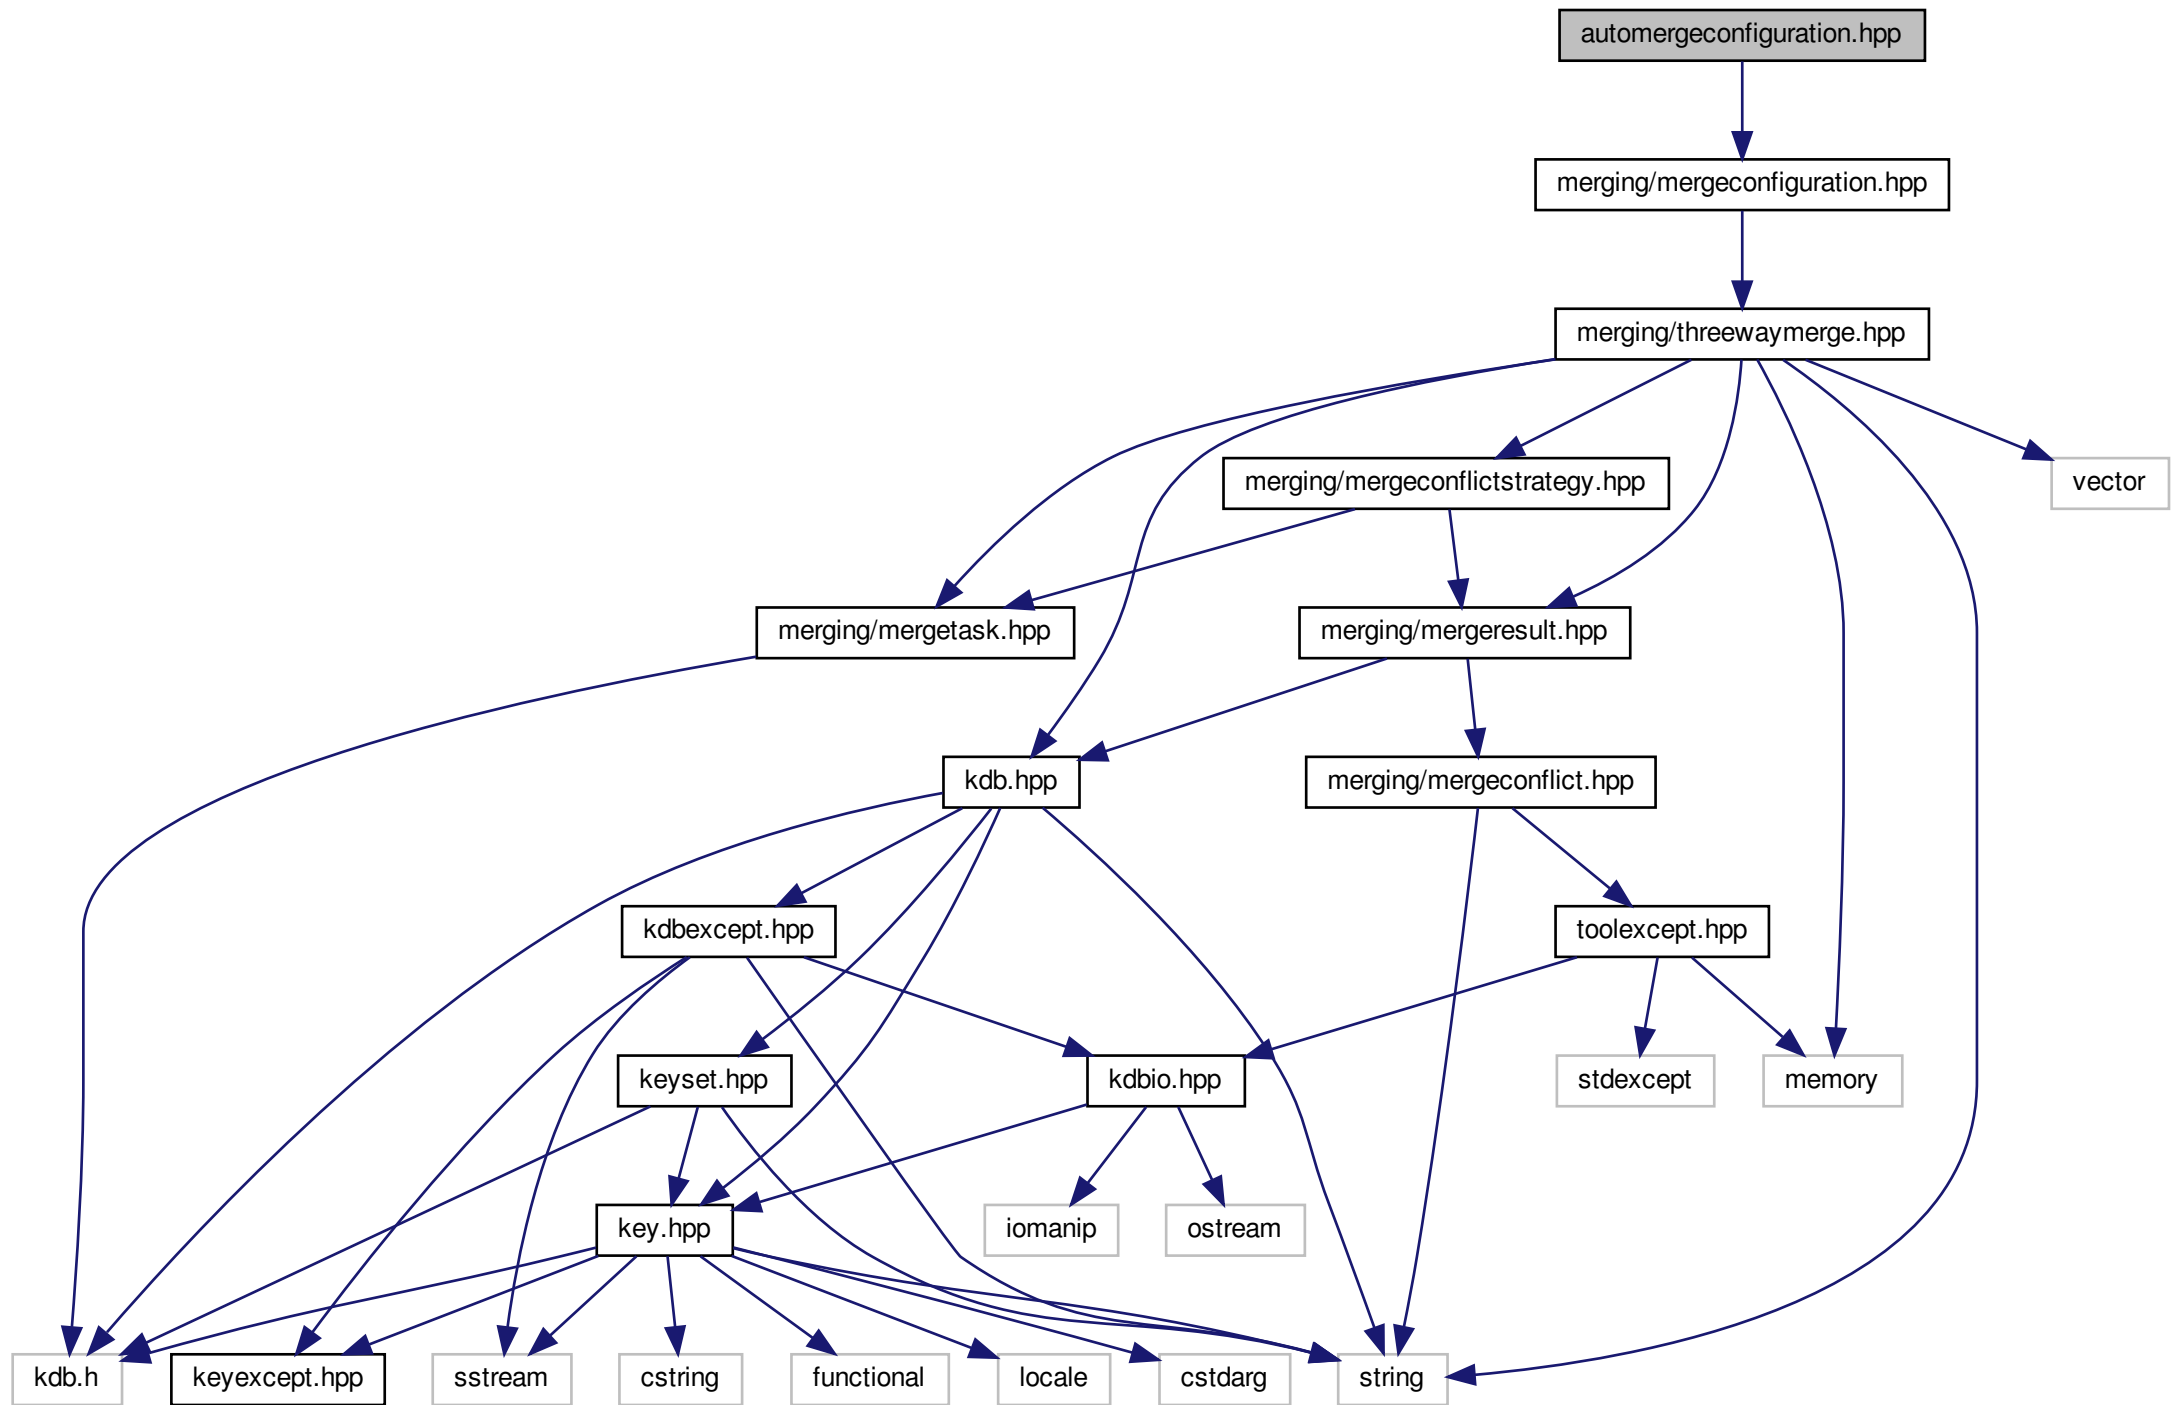 automergeconfiguration.hpp
merging/mergeconfiguration.hpp
merging/threewaymerge.hpp
merging/mergeconflictstrategy.hpp
vector
merging/mergetask.hpp
merging/mergeresult.hpp
kdb.hpp
merging/mergeconflict.hpp
kdbexcept.hpp
toolexcept.hpp
keyset.hpp
kdbio.hpp
stdexcept
memory
key.hpp
iomanip
ostream
kdb.h
keyexcept.hpp
sstream
cstring
functional
locale
cstdarg
string